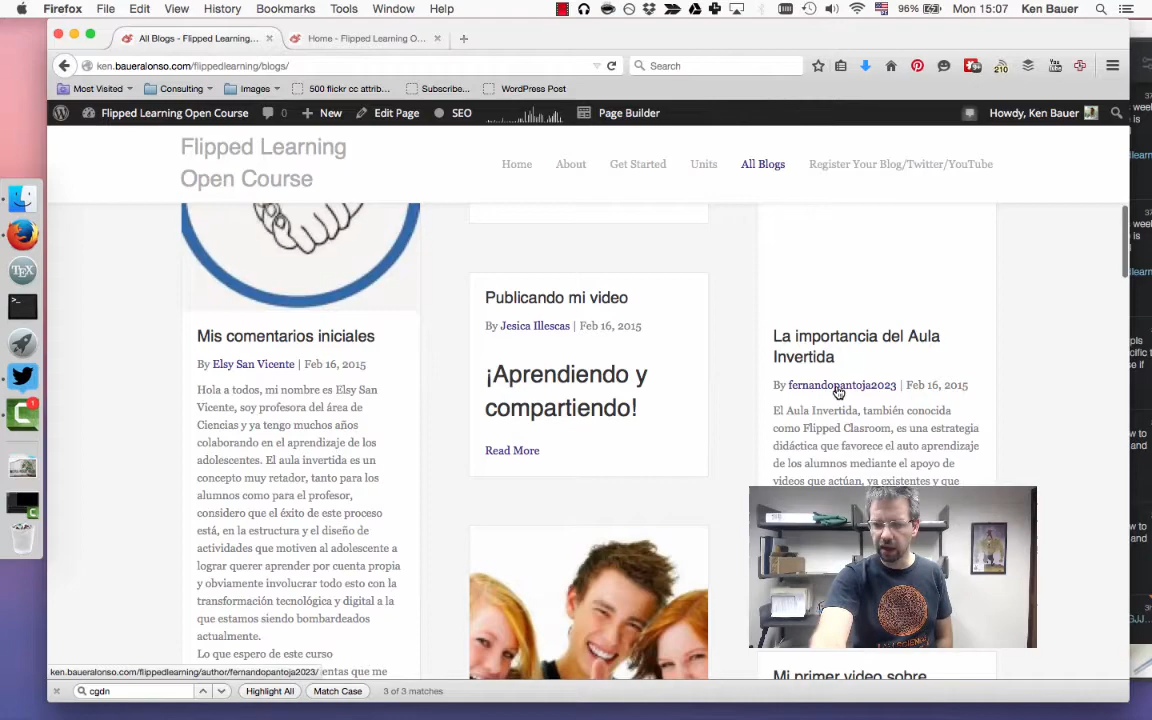 Firefox File Edit View History Bookmarks Tools Window Help 96% Mon 15:07 Ken Bauer
All Blogs - Flipped Learning... Home - Flipped Learning O...
ken.baueralonso.com/flippedlearning/blogs/ Search 210
Most Visited Consulting Images 500 flickr cc attrib... Subscribe... WordPress Post
Flipped Learning Open Course 0 New Edit Page SEO Page Builder Howdy, Ken Bauer
Flipped Learning
Open Course
Home About Get Started Units All Blogs Register Your Blog/Twitter/YouTube
Mis comentarios iniciales
By Elsy San Vicente | Feb 16, 2015
Hola a todos, mi nombre es Elsy San
Vicente, soy profesora del área de
Ciencias y ya tengo muchos años
colaborando en el aprendizaje de los
adolescentes. El aula invertida es un
concepto muy retador, tanto para los
alumnos como para el profesor,
considero que el éxito de este proceso
está, en la estructura y el diseño de
actividades que motiven al adolescente a
lograr querer aprender por cuenta propia
y obviamente involucrar todo esto con la
transformación tecnológica y digital a la
que estamos siendo bombardeados
actualmente.
Lo que espero de este curso
Publicando mi video
By Jesica Illescas | Feb 16, 2015
¡Aprendiendo y
compartiendo!
Read More
La importancia del Aula
Invertida
By fernandopantoja2023 | Feb 16, 2015
El Aula Invertida, también conocida
como Flipped Clasroom, es una estrategia
didáctica que favorece el auto aprendizaje
de los alumnos mediante el apoyo de
videos que actúan, ya existentes y que
Mi primer video sobre
ken.baueralonso.com/flippedlearning/author/fernandopantoja2023/ entas que me
cgdn Highlight All Match Case 3 of 3 matches